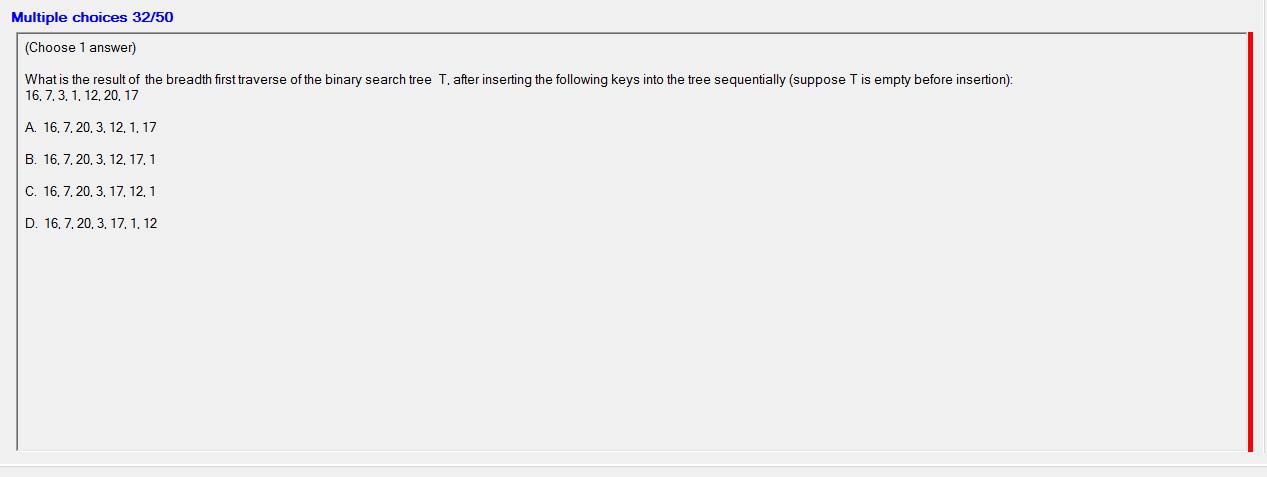 Multiple choices 32/50
(Choose 1 answer)
What is the result of the breadth first traverse of the binary search tree T, after inserting the following keys into the tree sequentially (suppose T is empty before insertion):
16, 7, 3, 1, 12, 20, 17
A. 16, 7, 20, 3, 12, 1, 17
B. 16, 7, 20, 3, 12, 17, 1
C. 16, 7, 20, 3, 17, 12, 1
D. 16, 7, 20, 3, 17, 1, 12